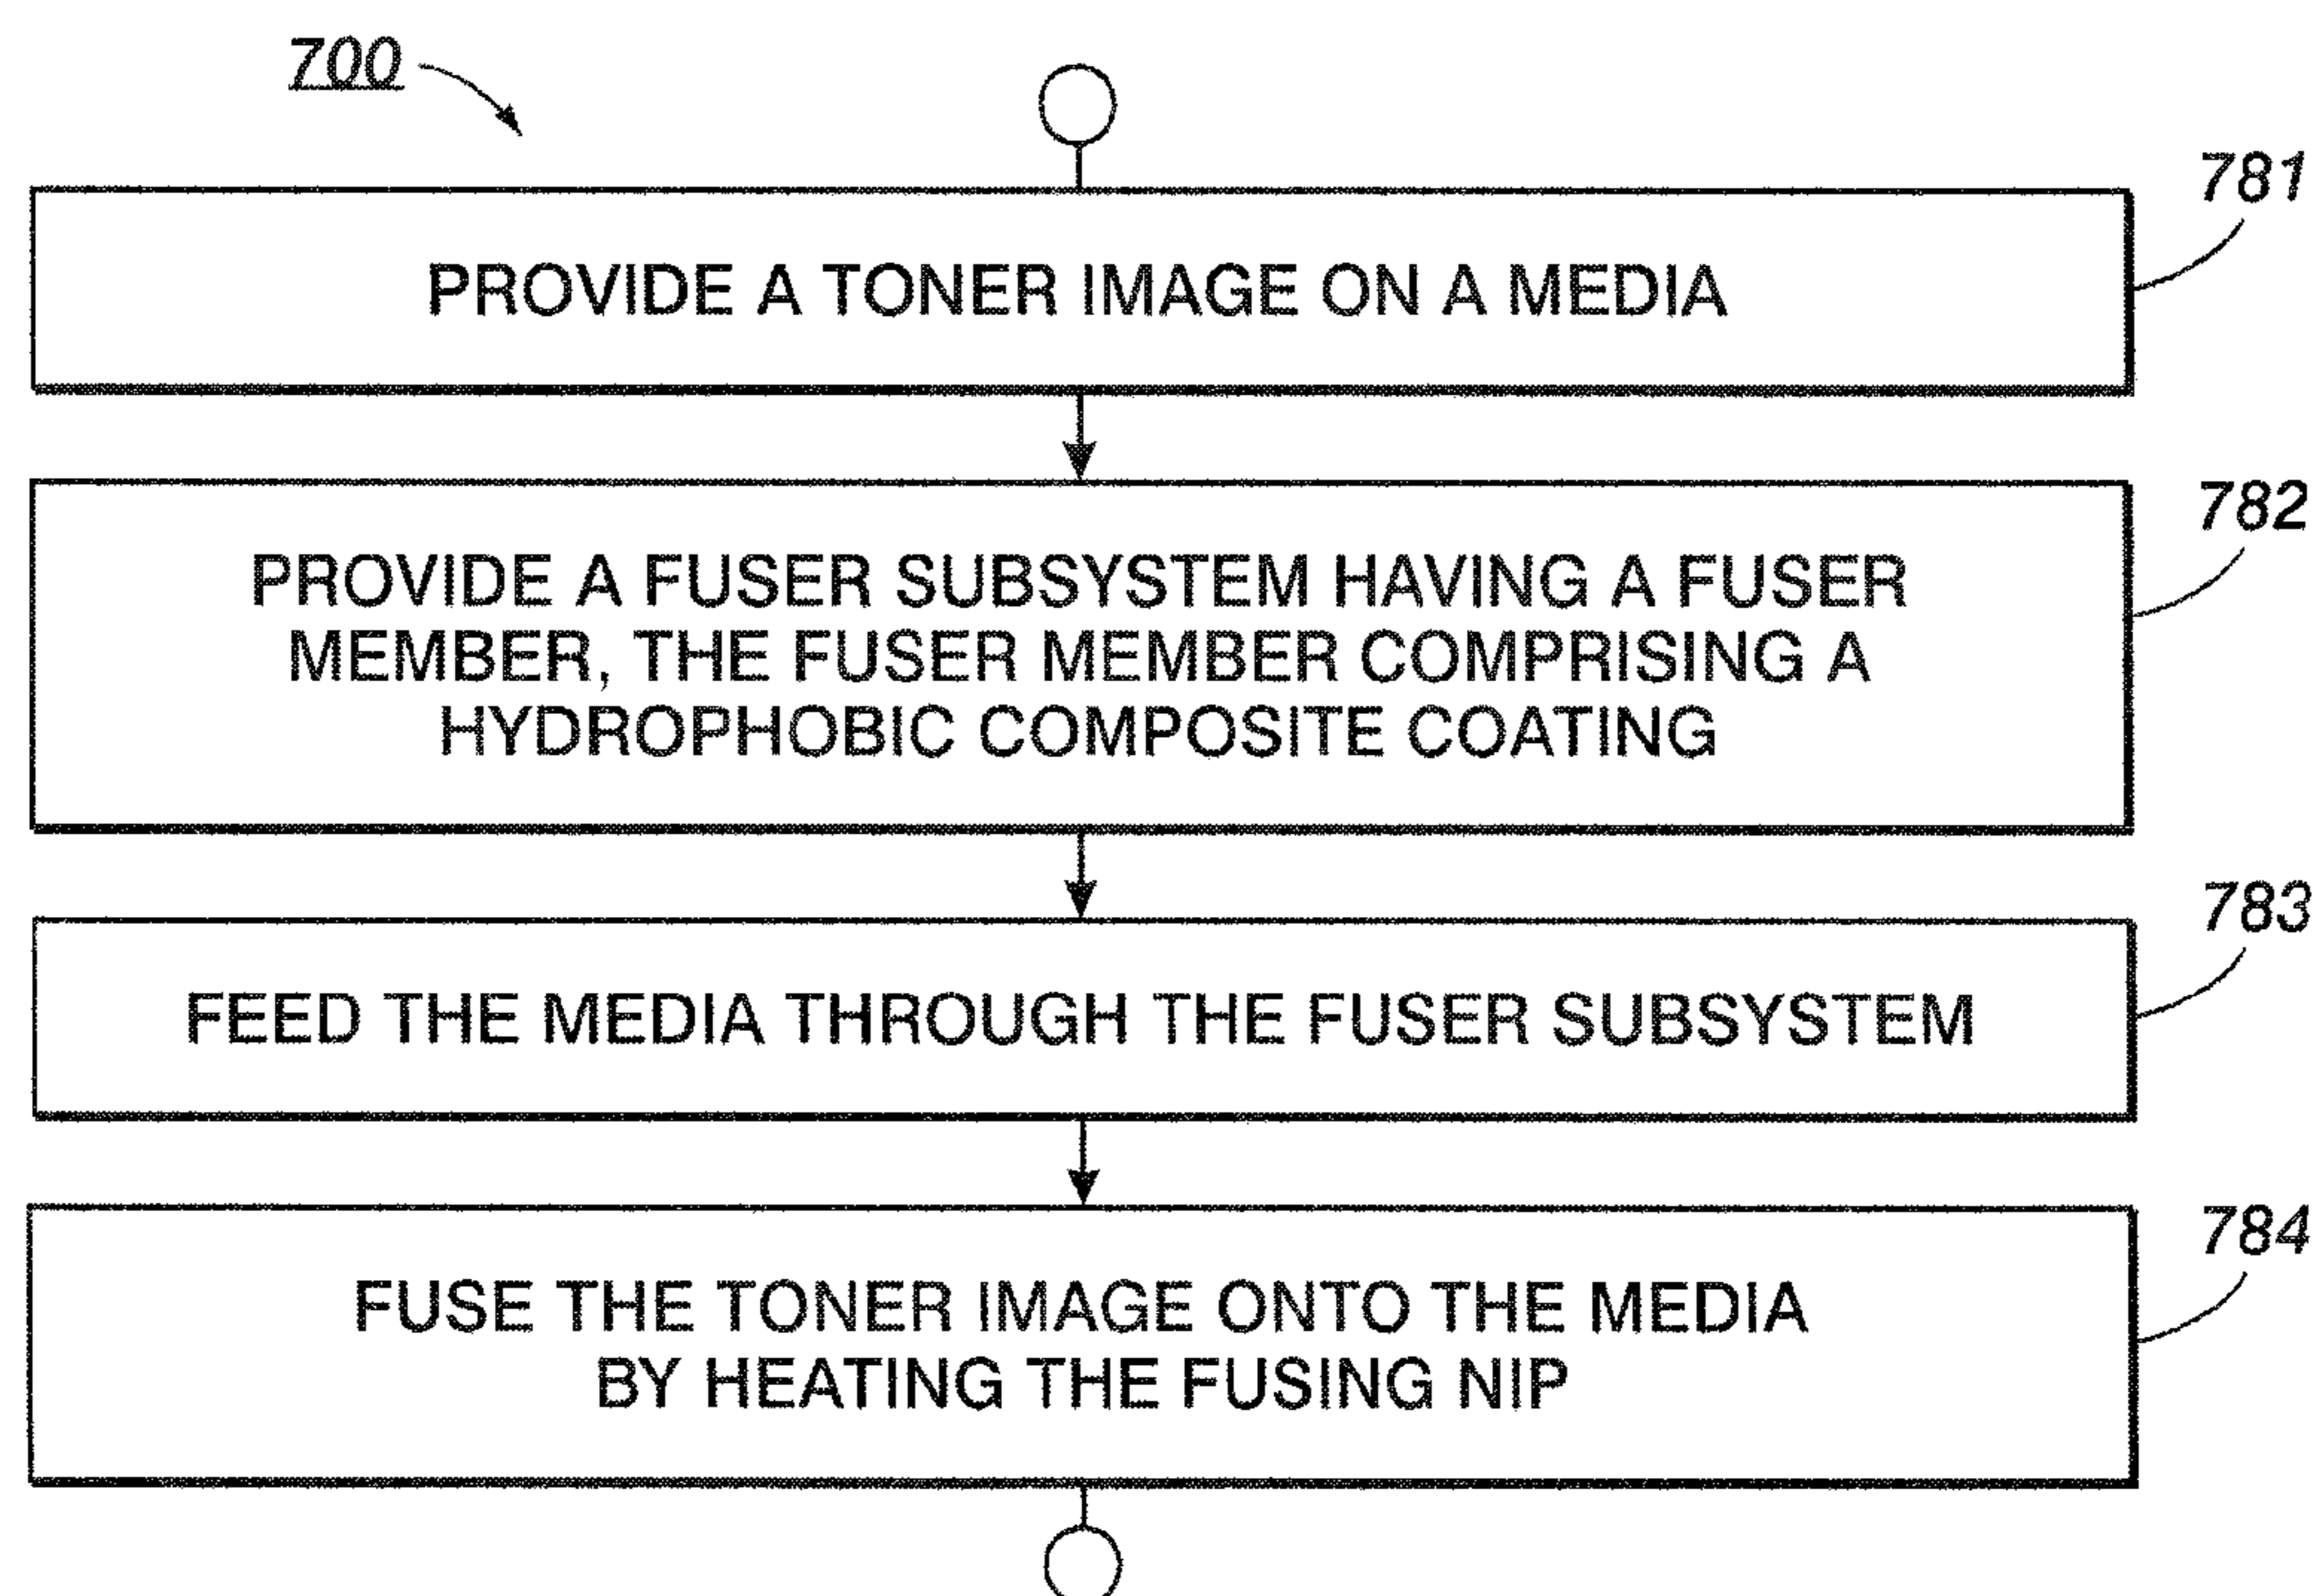 700
781
PROVIDE A TONER IMAGE ON A MEDIA
782
PROVIDE A FUSER SUBSYSTEM HAVING A FUSER
MEMBER, THE FUSER MEMBER COMPRISING A
HYDROPHOBIC COMPOSITE COATING
783
FEED THE MEDIA THROUGH THE FUSER SUBSYSTEM
784
FUSE THE TONER IMAGE ONTO THE MEDIA
BY HEATING THE FUSING NIP